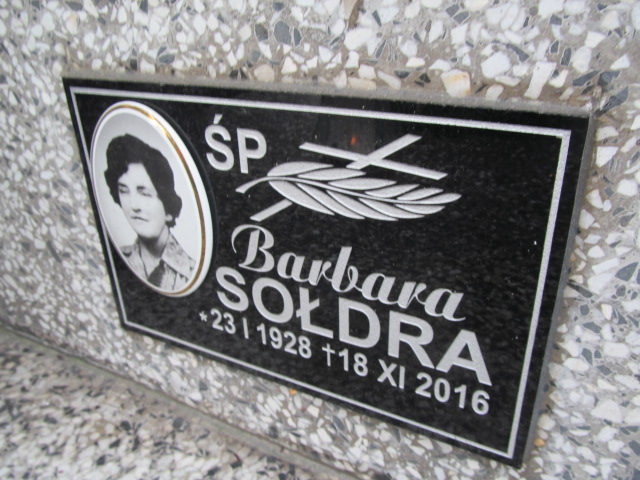 ŚP
Barbara
SOŁDRA
*23 I 1928 †18 XI 2016